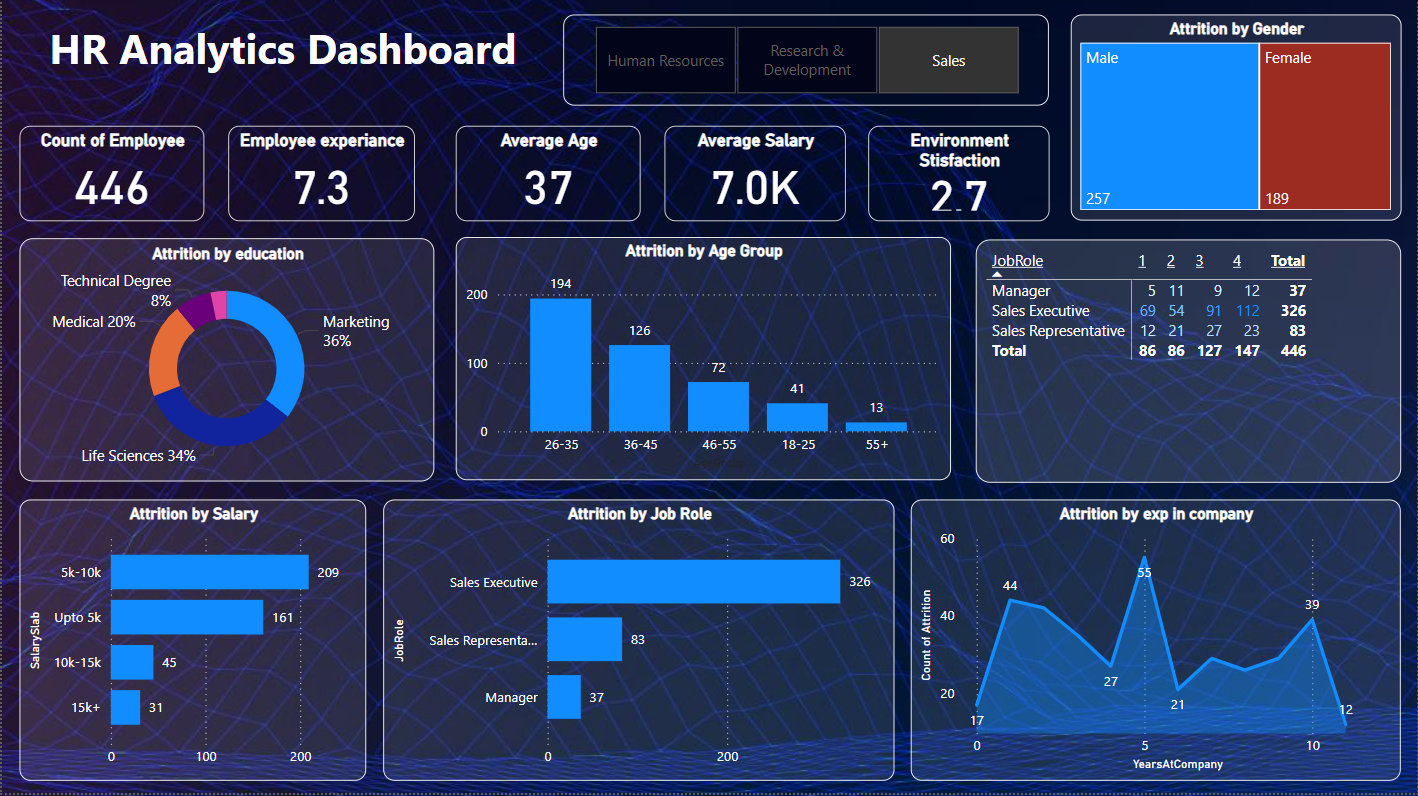 HR Analytics Dashboard
Human Resources
Research &
Development
Sales
Attrition by Gender
Male
Female
257
189
Count of Employee
446
Employee experiance
7.3
Average Age
37
Average Salary
7.0K
Environment
Stisfaction
2.7
Attrition by education
Technical Degree
8%
Medical 20%
Marketing
36%
Life Sciences 34%
Attrition by Age Group
200
100
0
194
126
72
41
13
26-35 36-45 46-55 18-25 55+
JobRole 1 2 3 4 Total
Manager 5 11 9 12 37
Sales Executive 69 54 91 112 326
Sales Representative 12 21 27 23 83
Total 86 86 127 147 446
Attrition by Salary
SalarySlab
5k-10k 209
Upto 5k 161
10k-15k 45
15k+ 31
0 100 200
Attrition by Job Role
JobRole
Sales Executive 326
Sales Representa... 83
Manager 37
0 200
Attrition by exp in company
Count of Attrition
60
40
20
17
44
27
55
21
39
12
0 5 10
YearsAtCompany